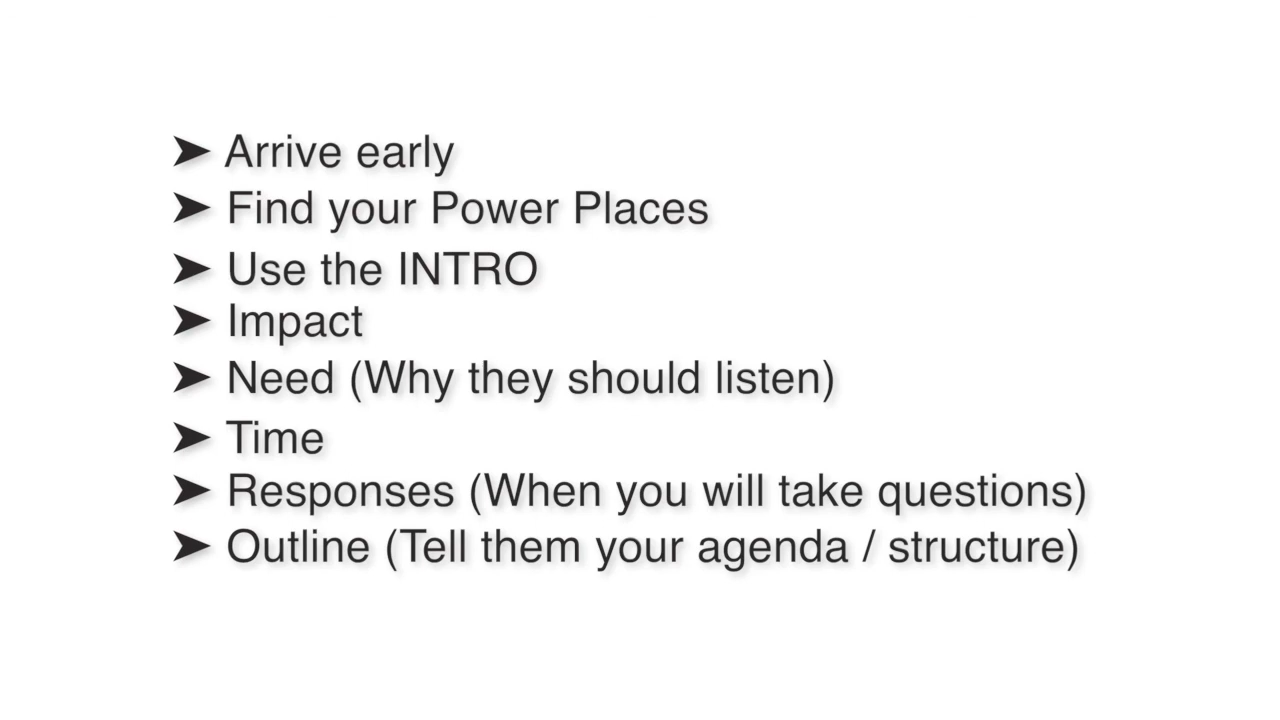 ➤ Arrive early
➤ Find your Power Places
➤ Use the INTRO
➤ Impact
➤ Need (Why they should listen)
➤ Time
➤ Responses (When you will take questions)
➤ Outline (Tell them your agenda / structure)